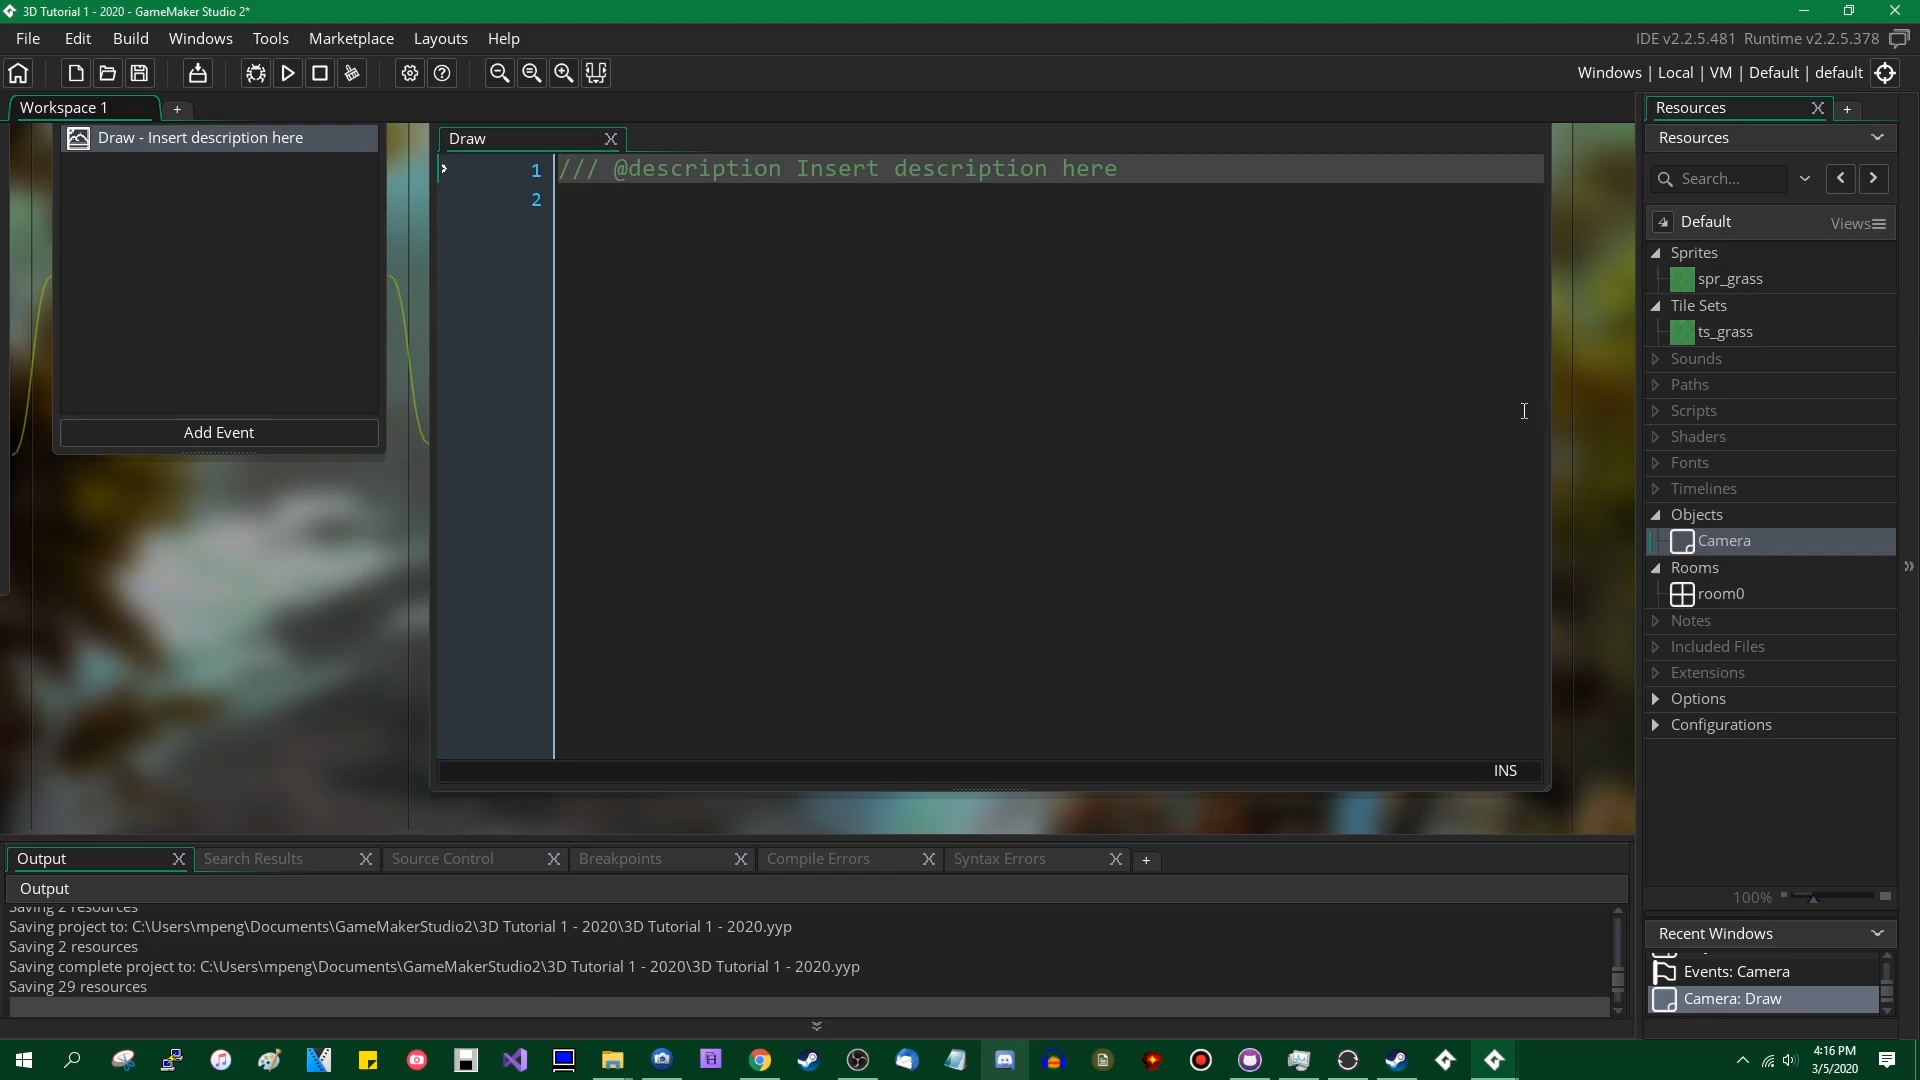 3D Tutorial 1 - 2020 - GameMaker Studio 2*
File Edit Build Windows Tools Marketplace Layouts Help
IDE v2.2.5.481 Runtime v2.2.5.378
Windows | Local | VM | Default | default
Workspace 1
Draw - Insert description here
Add Event
Draw
1 /// @description Insert description here
2
INS
Resources
Resources
Search...
Default Views
Sprites
spr_grass
Tile Sets
ts_grass
Sounds
Paths
Scripts
Shaders
Fonts
Timelines
Objects
Camera
Rooms
room0
Notes
Included Files
Extensions
Options
Configurations
100%
Recent Windows
Events: Camera
Camera: Draw
Output Search Results Source Control Breakpoints Compile Errors Syntax Errors
Output
Saving 2 resources
Saving project to: C:\Users\mpeng\Documents\GameMakerStudio2\3D Tutorial 1 - 2020\3D Tutorial 1 - 2020.yyp
Saving 2 resources
Saving complete project to: C:\Users\mpeng\Documents\GameMakerStudio2\3D Tutorial 1 - 2020\3D Tutorial 1 - 2020.yyp
Saving 29 resources
4:16 PM
3/5/2020